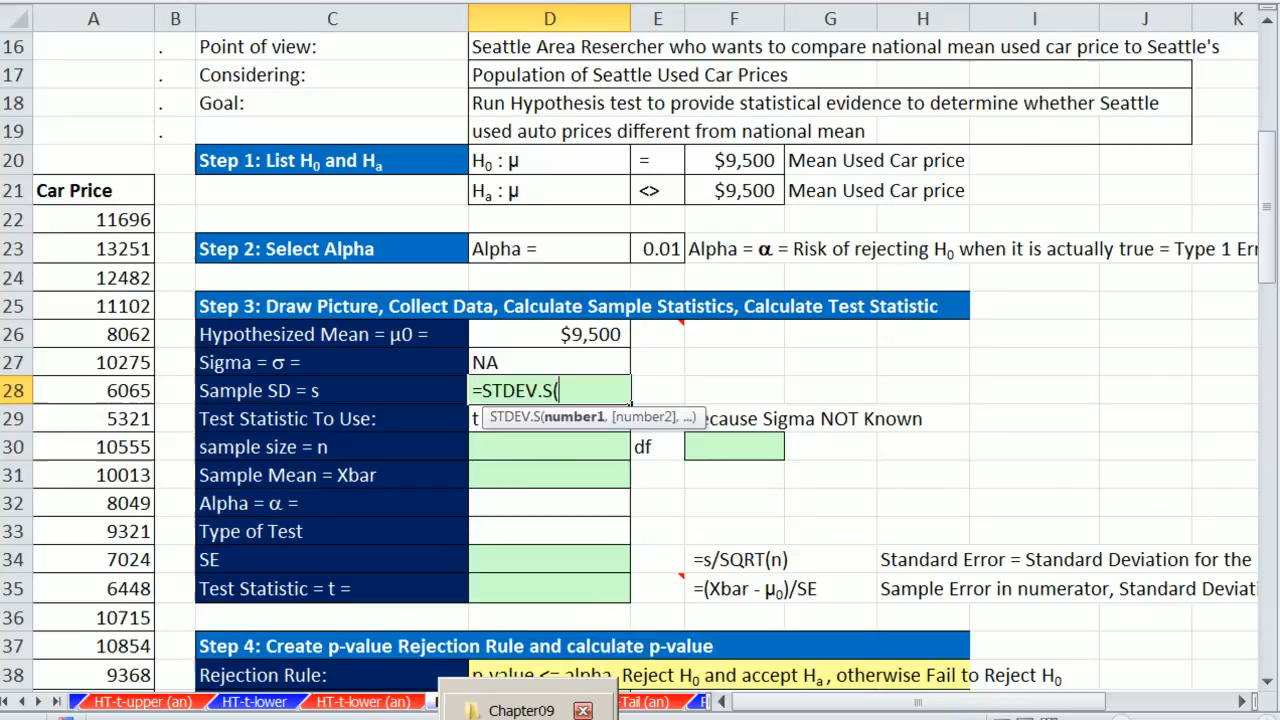 A B C D E F G H I J K
16 . Point of view: Seattle Area Resercher who wants to compare national mean used car price to Seattle's
17 . Considering: Population of Seattle Used Car Prices
18 . Goal: Run Hypothesis test to provide statistical evidence to determine whether Seattle
19 . used auto prices different from national mean
20 Step 1: List H0 and Ha H0 : μ = $9,500 Mean Used Car price
21 Car Price Ha : μ <> $9,500 Mean Used Car price
22 11696
23 13251 Step 2: Select Alpha Alpha = 0.01 Alpha = α = Risk of rejecting H0 when it is actually true = Type 1 Err
24 12482
25 11102 Step 3: Draw Picture, Collect Data, Calculate Sample Statistics, Calculate Test Statistic
26 8062 Hypothesized Mean = μ0 = $9,500
27 10275 Sigma = σ = NA
28 6065 Sample SD = s =STDEV.S(
29 5321 Test Statistic To Use: t STDEV.S(number1, [number2], ...) ecause Sigma NOT Known
30 10555 sample size = n df
31 10013 Sample Mean = Xbar
32 8049 Alpha = α =
33 9321 Type of Test
34 7024 SE =s/SQRT(n) Standard Error = Standard Deviation for the
35 6448 Test Statistic = t = =(Xbar - μ0)/SE Sample Error in numerator, Standard Deviati
36 10715
37 10854 Step 4: Create p-value Rejection Rule and calculate p-value
38 9368 Rejection Rule: p-value <= alpha, Reject H0 and accept Ha , otherwise Fail to Reject H0
HT-t-upper (an) HT-t-lower HT-t-lower (an) Tail (an)
Chapter09